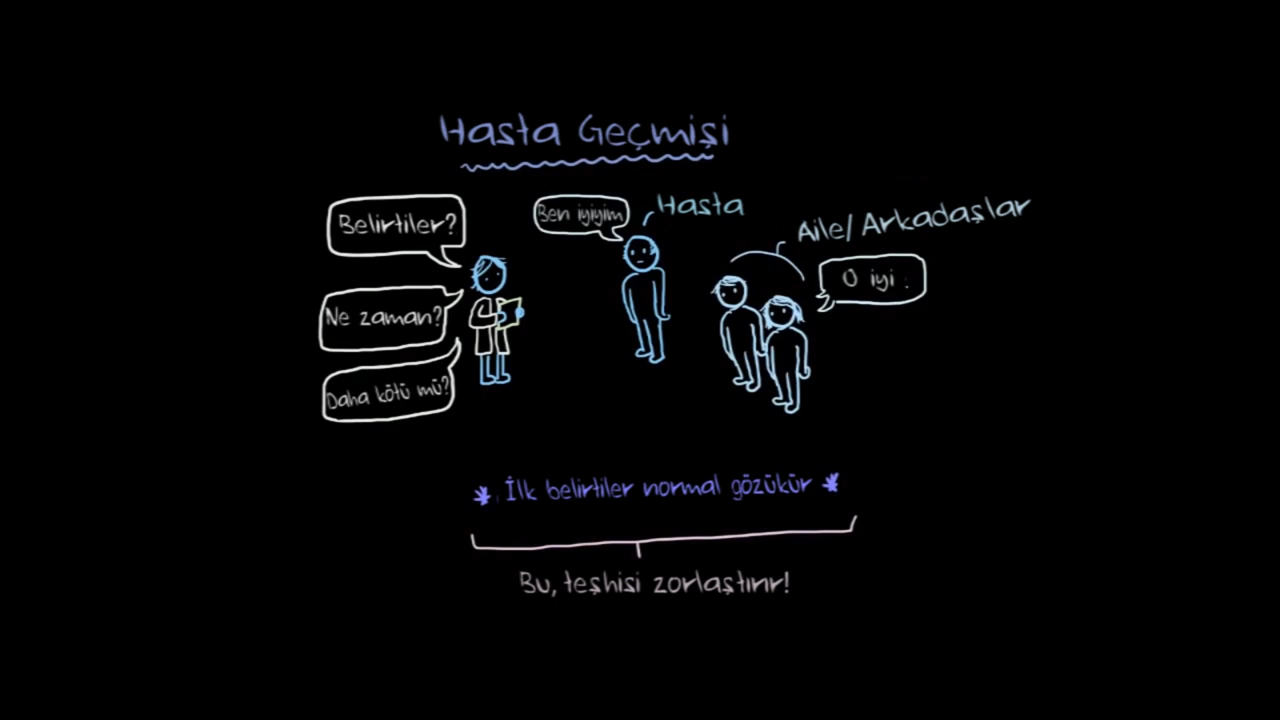 Hasta Geçmişi
Belirtiler?
Ne zaman?
Daha kötü mü?
Ben iyiyim
Hasta
Aile/Arkadaşlar
O iyi.
* İlk belirtiler normal gözükür *
Bu, teşhisi zorlaştırır!